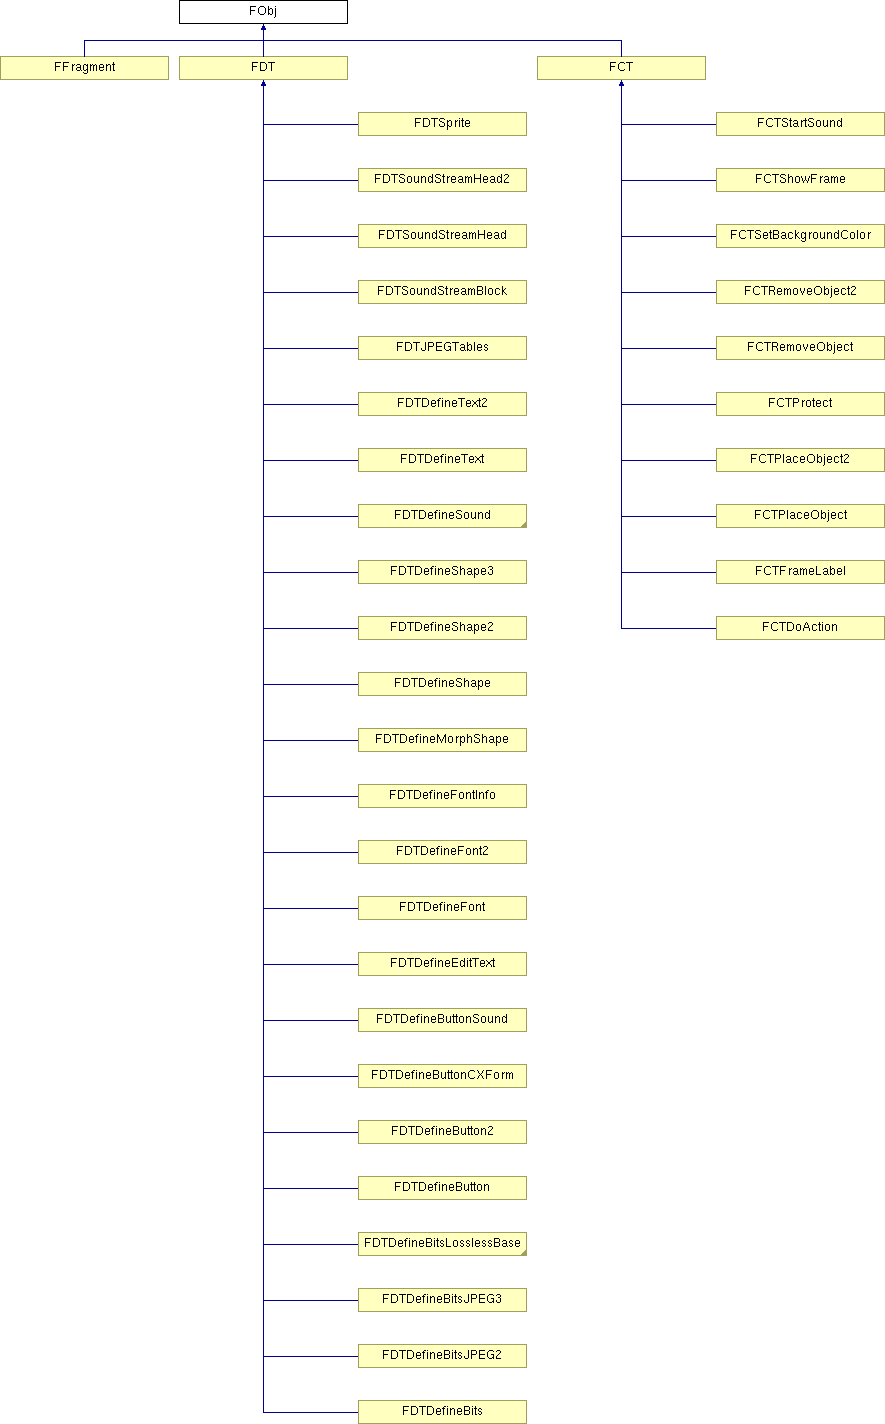 FObj
FFragment
FDT
FCT
FDTSprite
FCTStartSound
FDTSoundStreamHead2
FCTShowFrame
FDTSoundStreamHead
FCTSetBackgroundColor
FDTSoundStreamBlock
FCTRemoveObject2
FDTJPEGTables
FCTRemoveObject
FDTDefineText2
FCTProtect
FDTDefineText
FCTPlaceObject2
FDTDefineSound
FCTPlaceObject
FDTDefineShape3
FCTFrameLabel
FDTDefineShape2
FCTDoAction
FDTDefineShape
FDTDefineMorphShape
FDTDefineFontInfo
FDTDefineFont2
FDTDefineFont
FDTDefineEditText
FDTDefineButtonSound
FDTDefineButtonCXForm
FDTDefineButton2
FDTDefineButton
FDTDefineBitsLosslessBase
FDTDefineBitsJPEG3
FDTDefineBitsJPEG2
FDTDefineBits